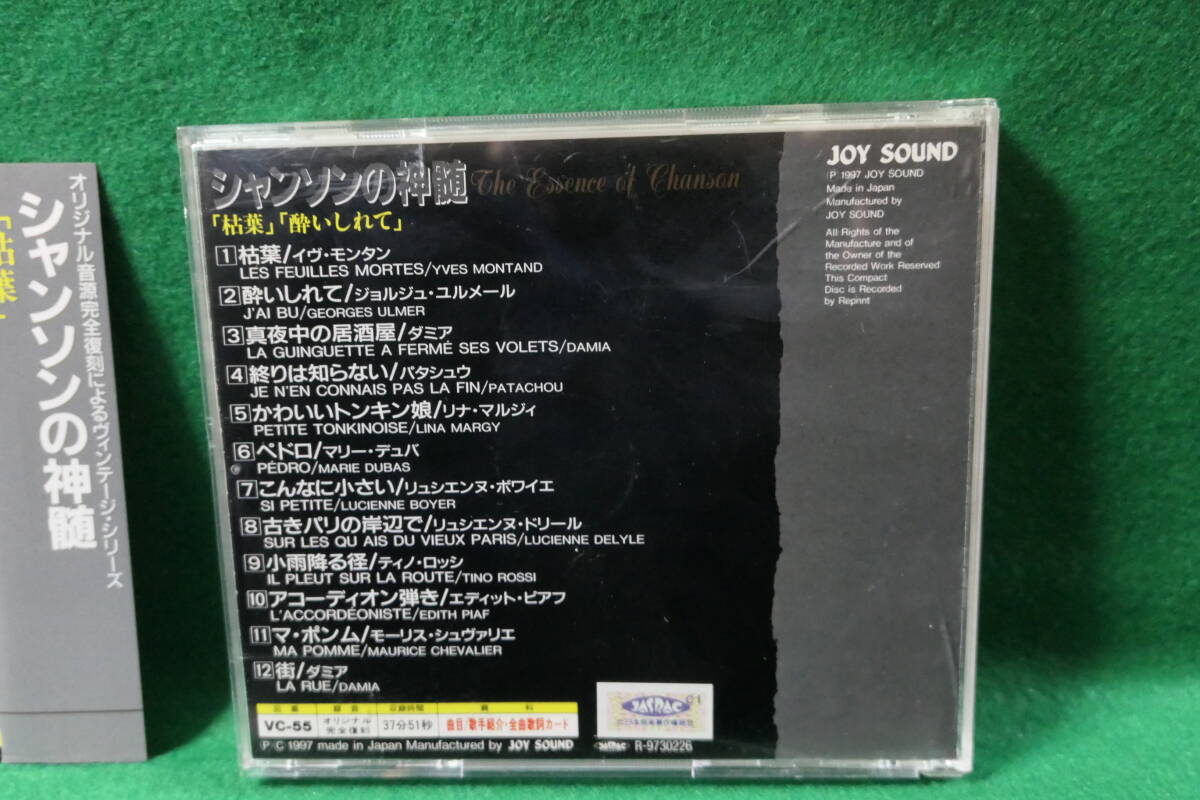 オリジナル音源完全復刻によるヴィンテージ・シリーズ
シャンソンの神髄
「枯葉」
シャンソンの神髄 The Essence of Chanson
「枯葉」「酔いしれて」
1 枯葉/イヴ・モンタン
LES FEUILLES MORTES/YVES MONTAND
2 酔いしれて/ジョルジュ・ユルメール
J'AI BU/GEORGES ULMER
3 真夜中の居酒屋/ダミア
LA GUINGUETTE A FERMÉ SES VOLETS/DAMIA
4 終りは知らない/パタシュウ
JE N'EN CONNAIS PAS LA FIN/PATACHOU
5 かわいいトンキン娘/リナ・マルジィ
PETITE TONKINOISE/LINA MARGY
6 ペドロ/マリー・デュバ
PÉDRO/MARIE DUBAS
7 こんなに小さい/リュシエンヌ・ボワイエ
SI PETITE/LUCIENNE BOYER
8 古きパリの岸辺で/リュシエンヌ・ドリール
SUR LES QU AIS DU VIEUX PARIS/LUCIENNE DELYLE
9 小雨降る径/ティノ・ロッシ
IL PLEUT SUR LA ROUTE/TINO ROSSI
10 アコーディオン弾き/エディット・ピアフ
L'ACCORDÉONISTE/EDITH PIAF
11 マ・ポンム/モーリス・シュヴァリエ
MA POMME/MAURICE CHEVALIER
12 街/ダミア
LA RUE/DAMIA
品番 録音 収録時間 資料
VC-55 オリジナル完全復刻 37分51秒 曲目/歌手紹介・全曲歌詞カード
P C 1997 made in Japan Manufactured by JOY SOUND
JASRAC R-9730226
JASRAC C1
JOY SOUND
P 1997 JOY SOUND
Made in Japan
Manufactured by
JOY SOUND
All Rights of the
Manufacture and of
the Owner of the
Recorded Work Reserved
This Compact
Disc is Recorded
by Reprint